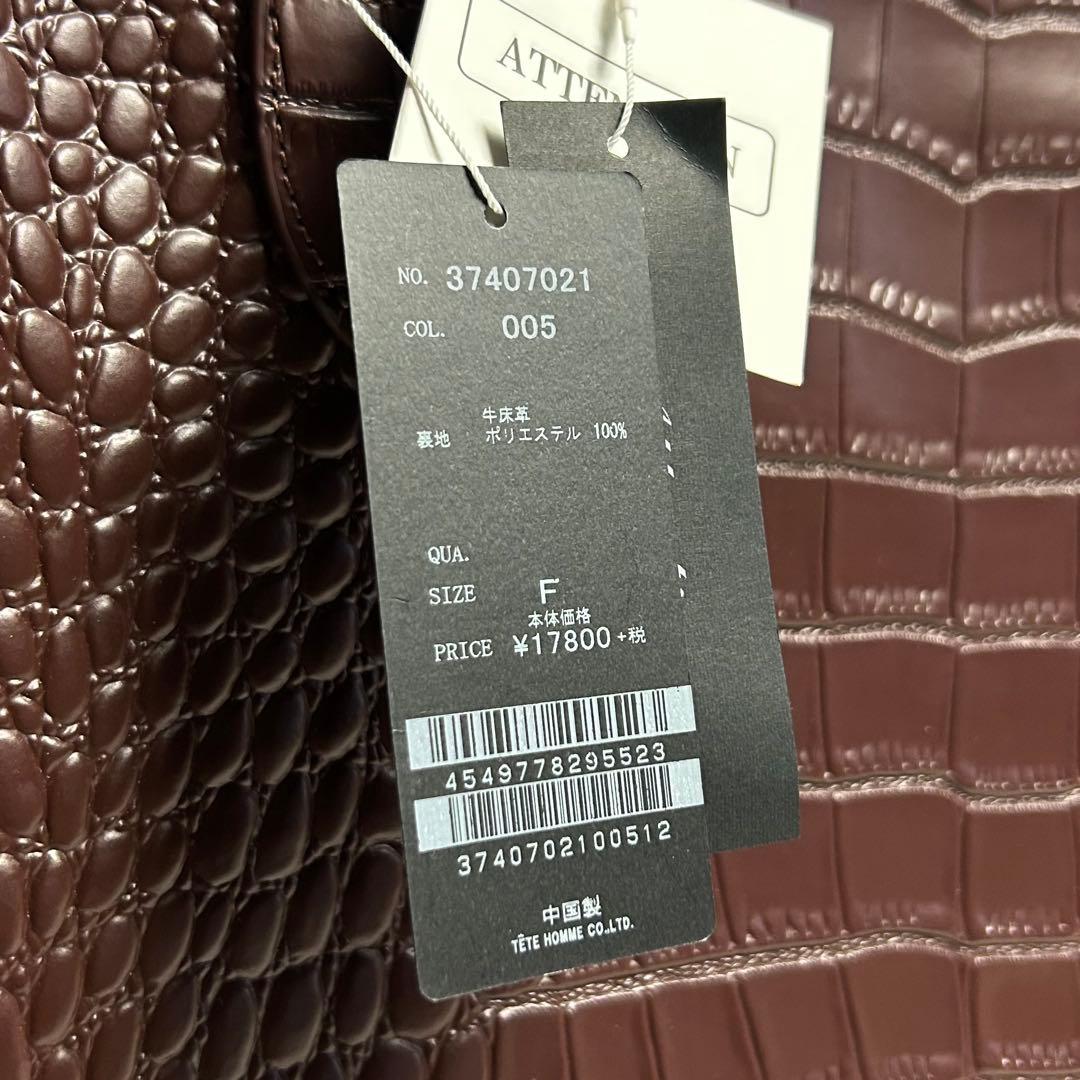 NO. 37407021
COL. 005
牛床革
裏地 ポリエステル 100%
QUA.
SIZE F
本体価格
PRICE ¥17800 +税
4549778295523
3740702100512
中国製
TÊTE HOMME CO.,LTD.